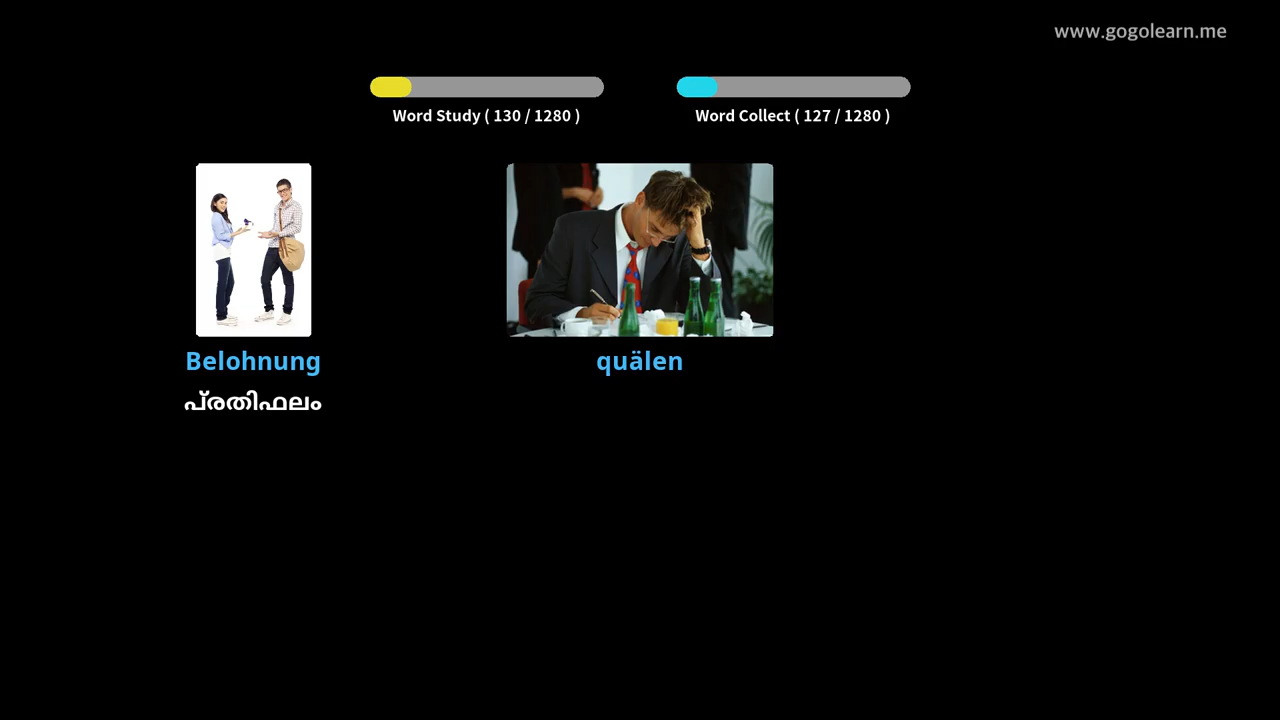 www.gogolearn.me
Word Study ( 130 / 1280 )
Word Collect ( 127 / 1280 )
Belohnung
quälen
പ്രതിഫലം